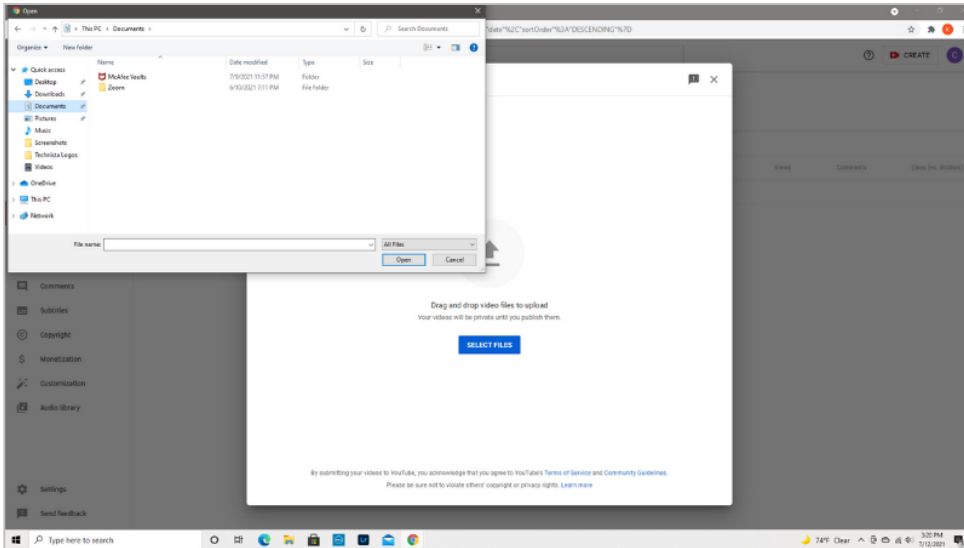 Open
This PC > Documents >
Search Documents
Organize
New folder
Quick access
Desktop
Downloads
Documents
Pictures
Music
Screenshots
Technista Logos
Videos
OneDrive
This PC
Network
Name
Date modified
Type
Size
McAfee Vaults
7/9/2021 11:37 PM
Folder
Zoom
6/10/2021 7:11 PM
File folder
File name:
All Files
Open
Cancel
"date"%2C"sortOrder"%3A"DESCENDING"%7D
CREATE
C
Views
Comments
Comments
Subtitles
Copyright
Monetization
Customization
Audio library
Settings
Send feedback
Drag and drop video files to upload
Your videos will be private until you publish them.
SELECT FILES
By submitting your videos to YouTube, you acknowledge that you agree to YouTube's Terms of Service and Community Guidelines.
Please be sure not to violate others' copyright or privacy rights. Learn more
Type here to search
74°F Clear
3:20 PM
7/12/2021